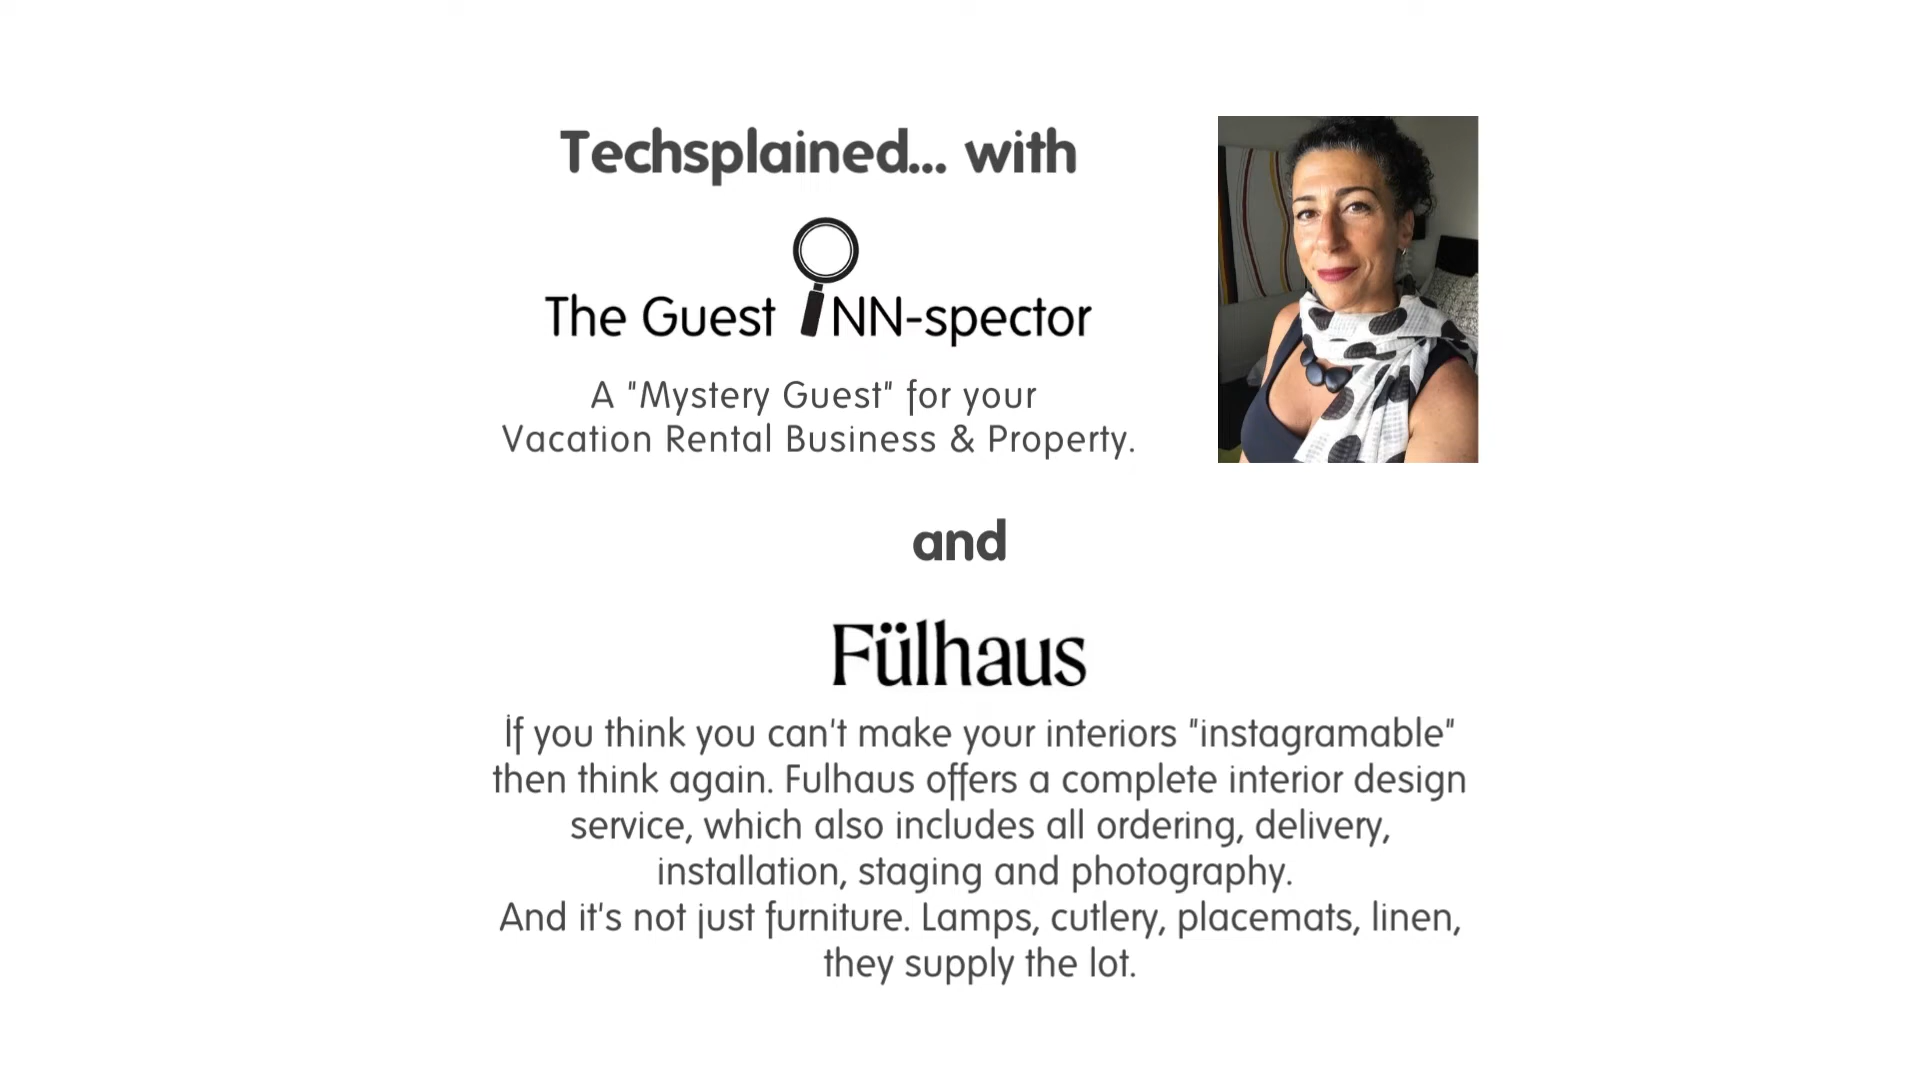 Techsplained... with
The Guest iNN-spector
A "Mystery Guest" for your
Vacation Rental Business & Property.
and
Fülhaus
If you think you can't make your interiors "instagramable"
then think again. Fulhaus offers a complete interior design
service, which also includes all ordering, delivery,
installation, staging and photography.
And it's not just furniture. Lamps, cutlery, placemats, linen,
they supply the lot.